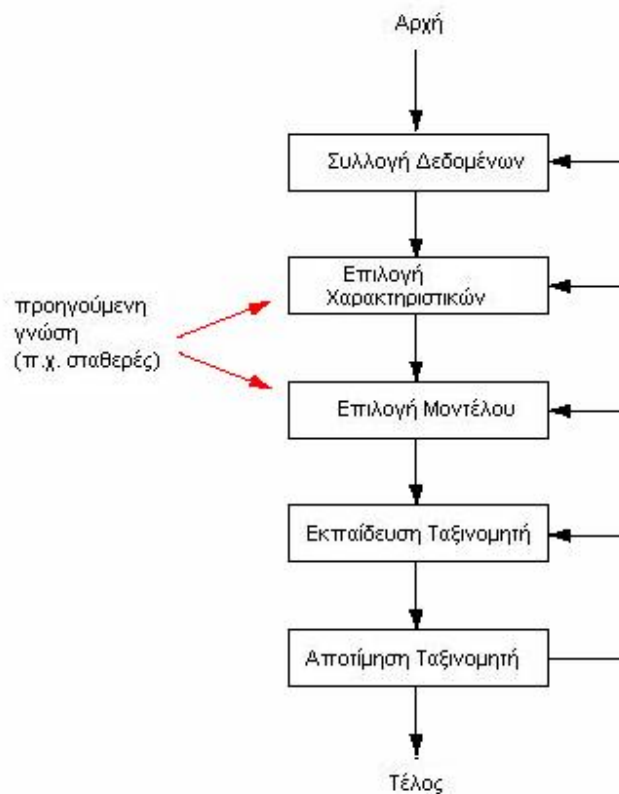 Αρχή
Συλλογή Δεδομένων
Επιλογή
Χαρακτηριστικών
προηγούμενη
γνώση
(π.χ. σταθερές)
Επιλογή Μοντέλου
Εκπαίδευση Ταξινομητή
Αποτίμηση Ταξινομητή
Τέλος